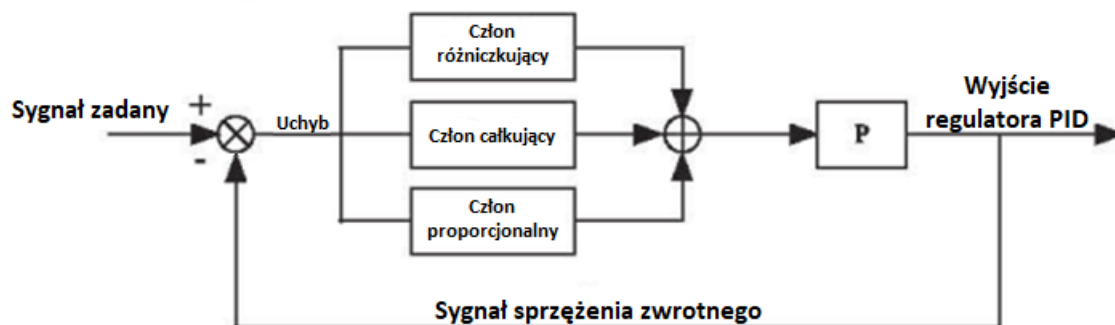 Człon
różniczkujący
Wyjście
regulatora PID
Sygnał zadany
+
-
Uchyb
Człon całkujący
P
Człon
proporcjonalny
Sygnał sprzężenia zwrotnego